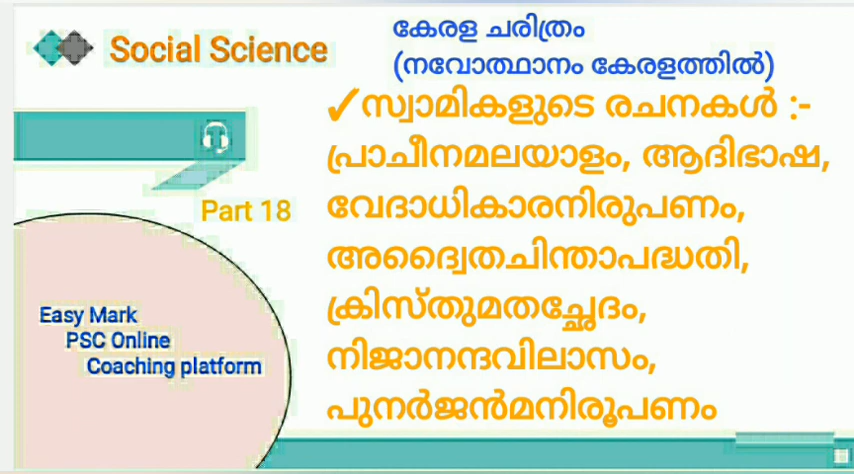 Social Science
കേരള ചരിത്രം
(നവോത്ഥാനം കേരളത്തിൽ)
✓സ്വാമികളുടെ രചനകൾ :-
പ്രാചീനമലയാളം, ആദിഭാഷ,
Part 18
വേദാധികാരനിരുപണം,
അദ്വൈതചിന്താപദ്ധതി,
ക്രിസ്തുമതച്ഛേദം,
നിജാനന്ദവിലാസം,
പുനർജൻമനിരൂപണം
Easy Mark
PSC Online
Coaching platform